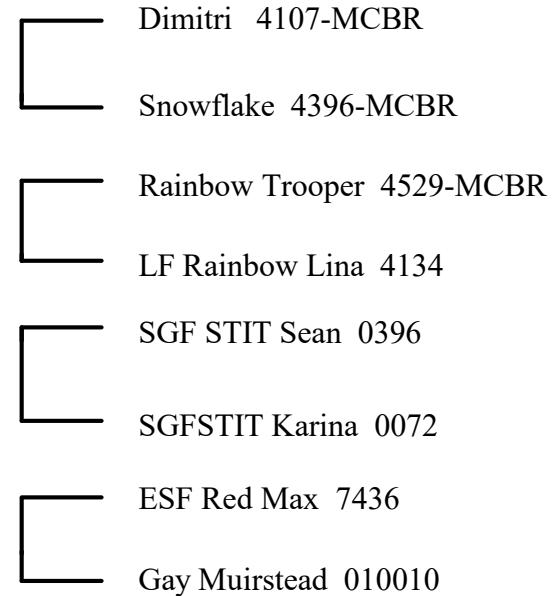 Dimitri 4107-MCBR
Snowflake 4396-MCBR
Rainbow Trooper 4529-MCBR
LF Rainbow Lina 4134
SGF STIT Sean 0396
SGFSTIT Karina 0072
ESF Red Max 7436
Gay Muirstead 010010